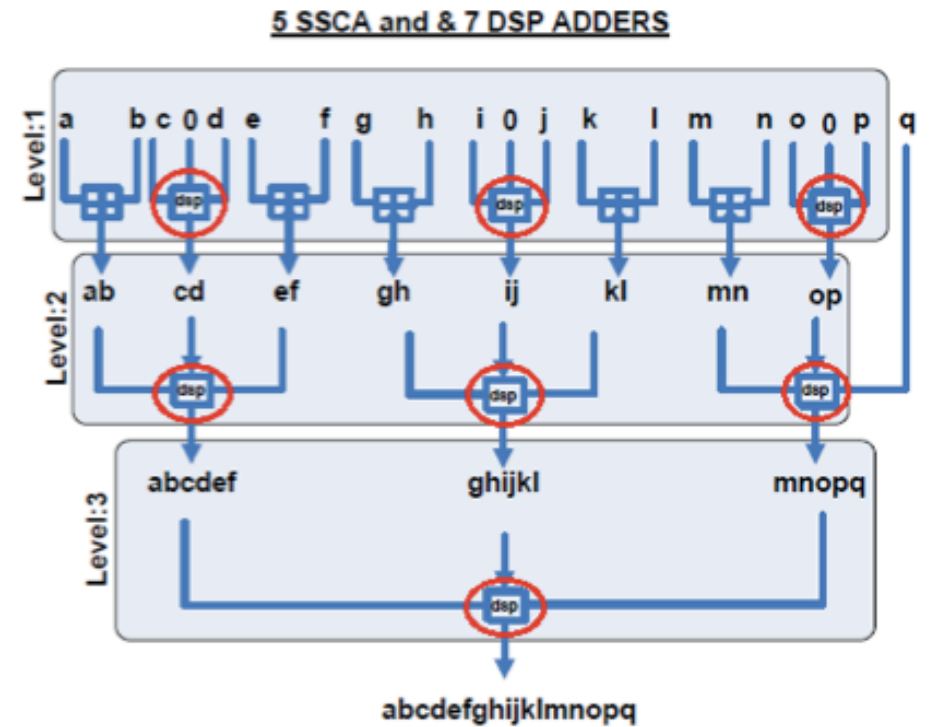 5 SSCA and & 7 DSP ADDERS
Level:1
a b c 0 d e f g h i 0 j k l m n o 0 p q
dsp dsp dsp
Level:2
ab cd ef gh ij kl mn op
dsp dsp dsp
Level:3
abcdef ghijkl mnopq
dsp
abcdefghijklmnopq